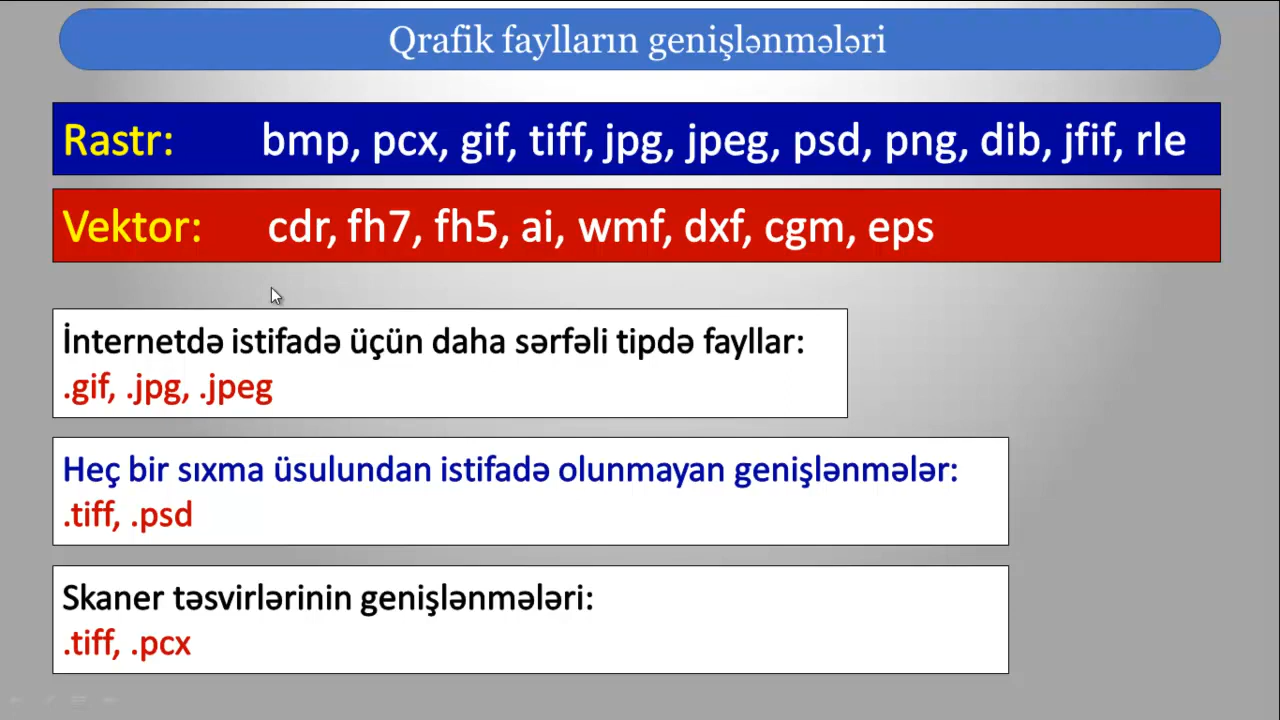 Qrafik faylların genişlənmələri
Rastr: bmp, pcx, gif, tiff, jpg, jpeg, psd, png, dib, jfif, rle
Vektor: cdr, fh7, fh5, ai, wmf, dxf, cgm, eps
İnternetdə istifadə üçün daha sərfəli tipdə fayllar:
.gif, .jpg, .jpeg
Heç bir sıxma üsulundan istifadə olunmayan genişlənmələr:
.tiff, .psd
Skaner təsvirlərinin genişlənmələri:
.tiff, .pcx